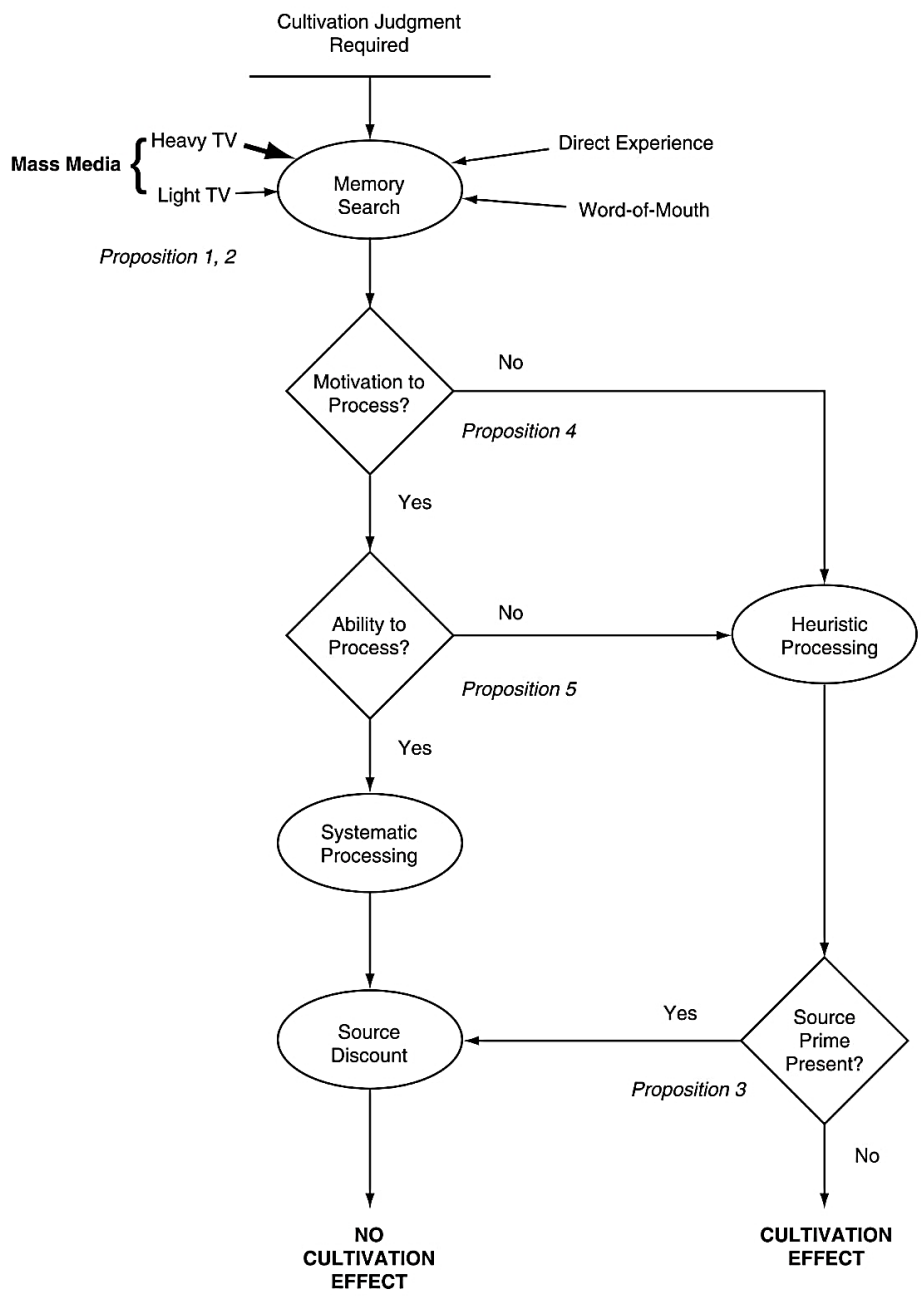 Cultivation Judgment
Required
Heavy TV
Mass Media {
Light TV
Memory
Search
Direct Experience
Word-of-Mouth
Proposition 1, 2
Motivation to
Process?
No
Proposition 4
Yes
Ability to
Process?
No
Heuristic
Processing
Proposition 5
Yes
Systematic
Processing
Source
Discount
Yes
Source
Prime
Present?
Proposition 3
No
NO
CULTIVATION
EFFECT
CULTIVATION
EFFECT